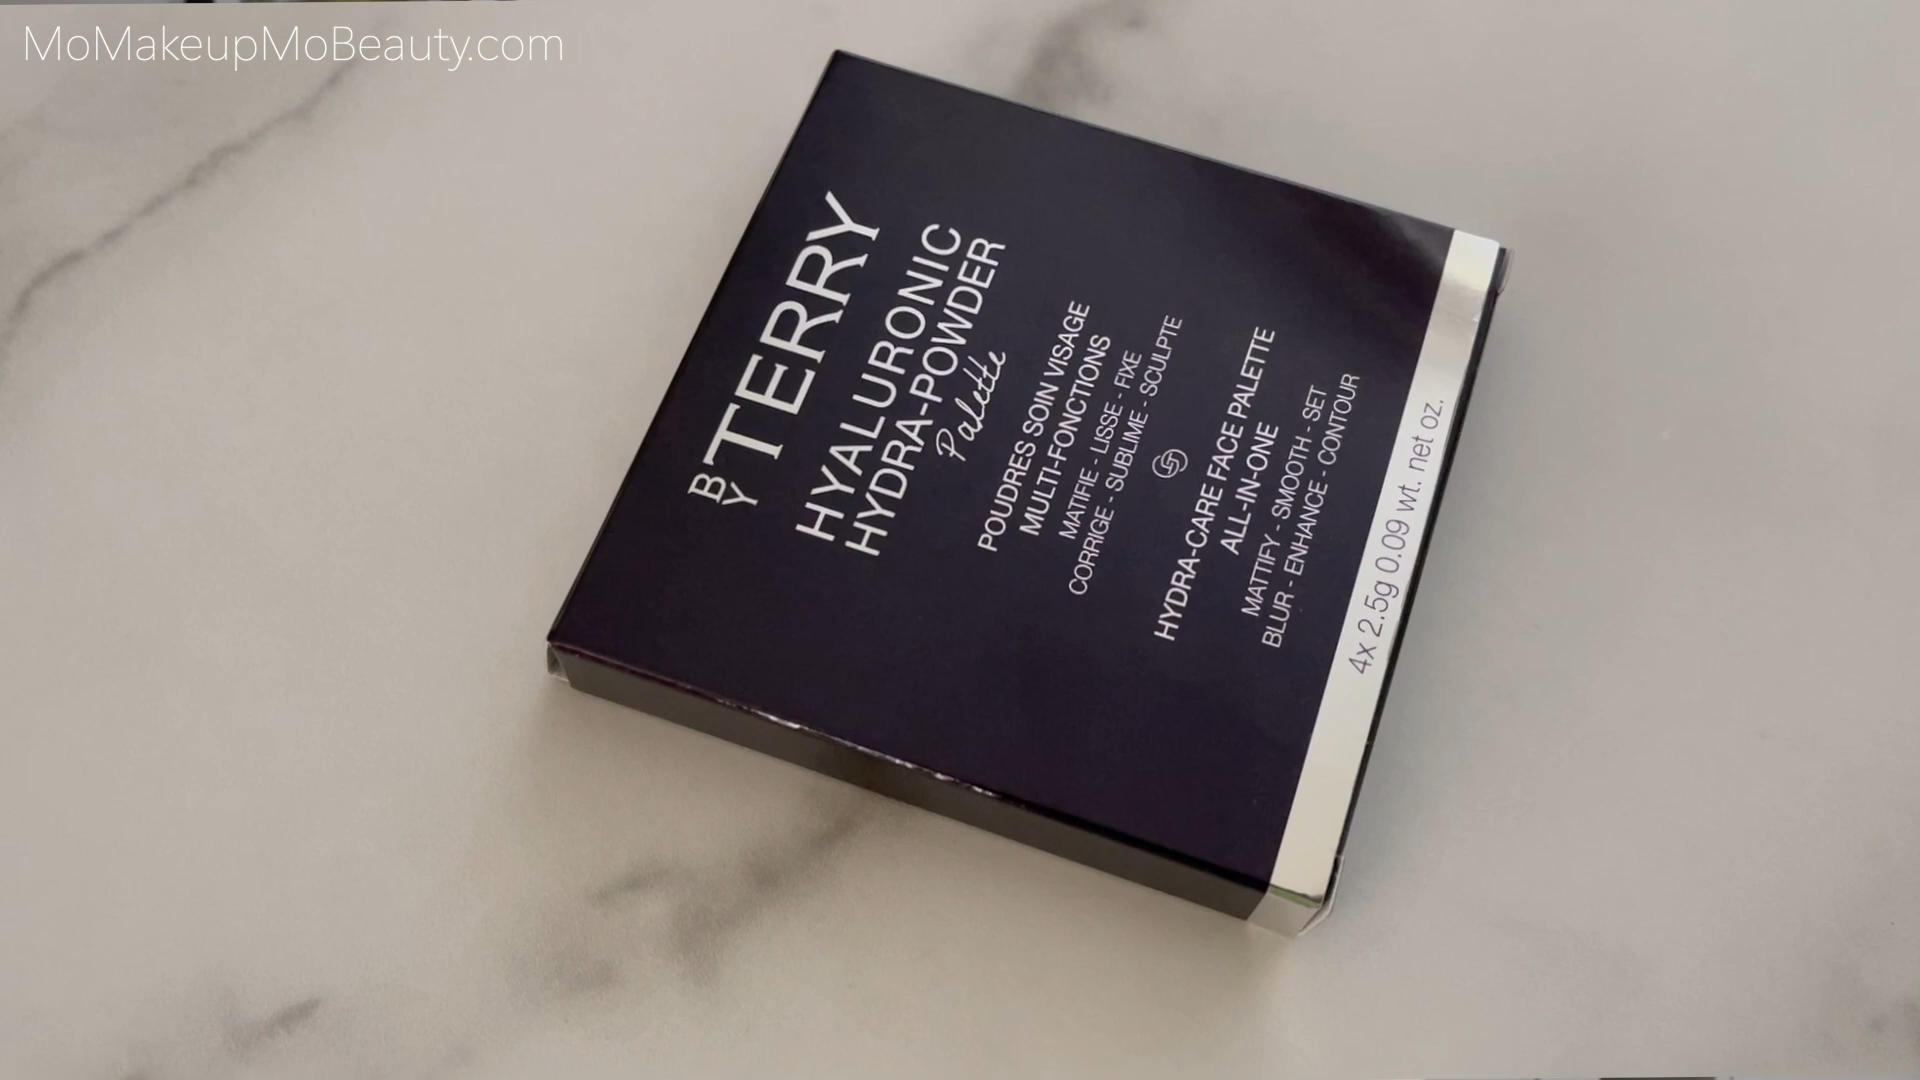 MoMakeupMoBeauty.com
BY TERRY
HYALURONIC
HYDRA-POWDER
Palette
POUDRES SOIN VISAGE
MULTI-FONCTIONS
MATIFIE - LISSE - FIXE
CORRIGE - SUBLIME - SCULPTE
HYDRA-CARE FACE PALETTE
ALL-IN-ONE
MATTIFY - SMOOTH - SET
BLUR - ENHANCE - CONTOUR
4x 2.5g 0.09 wt. net oz.